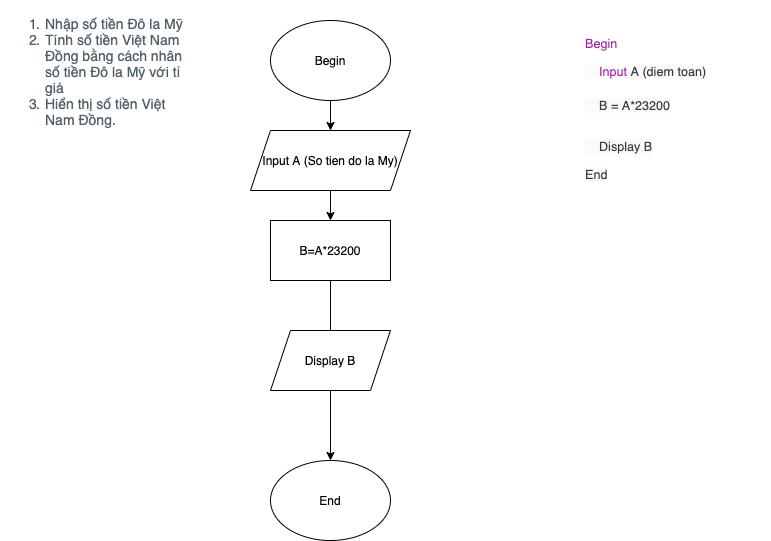 1. Nhập số tiền Đô la Mỹ
2. Tính số tiền Việt Nam
Đồng bằng cách nhân
số tiền Đô la Mỹ với tỉ
giá
3. Hiển thị số tiền Việt
Nam Đồng.
Begin
Input A (So tien do la My)
B=A*23200
Display B
End
Begin
Input A (diem toan)
B = A*23200
Display B
End